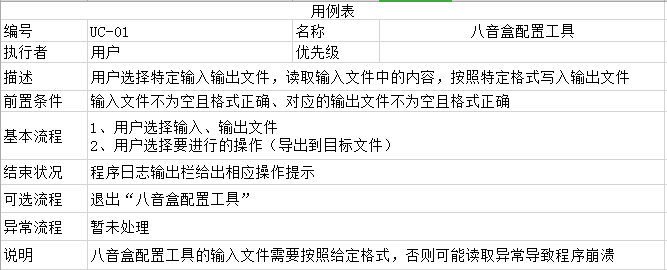 用例表
编号 UC-01 名称 八音盒配置工具
执行者 用户 优先级
描述 用户选择特定输入输出文件，读取输入文件中的内容，按照特定格式写入输出文件
前置条件 输入文件不为空且格式正确、对应的输出文件不为空且格式正确
基本流程 1、用户选择输入、输出文件
2、用户选择要进行的操作（导出到目标文件）
结束状况 程序日志输出栏给出相应操作提示
可选流程 退出“八音盒配置工具”
异常流程 暂未处理
说明 八音盒配置工具的输入文件需要按照给定格式，否则可能读取异常导致程序崩溃